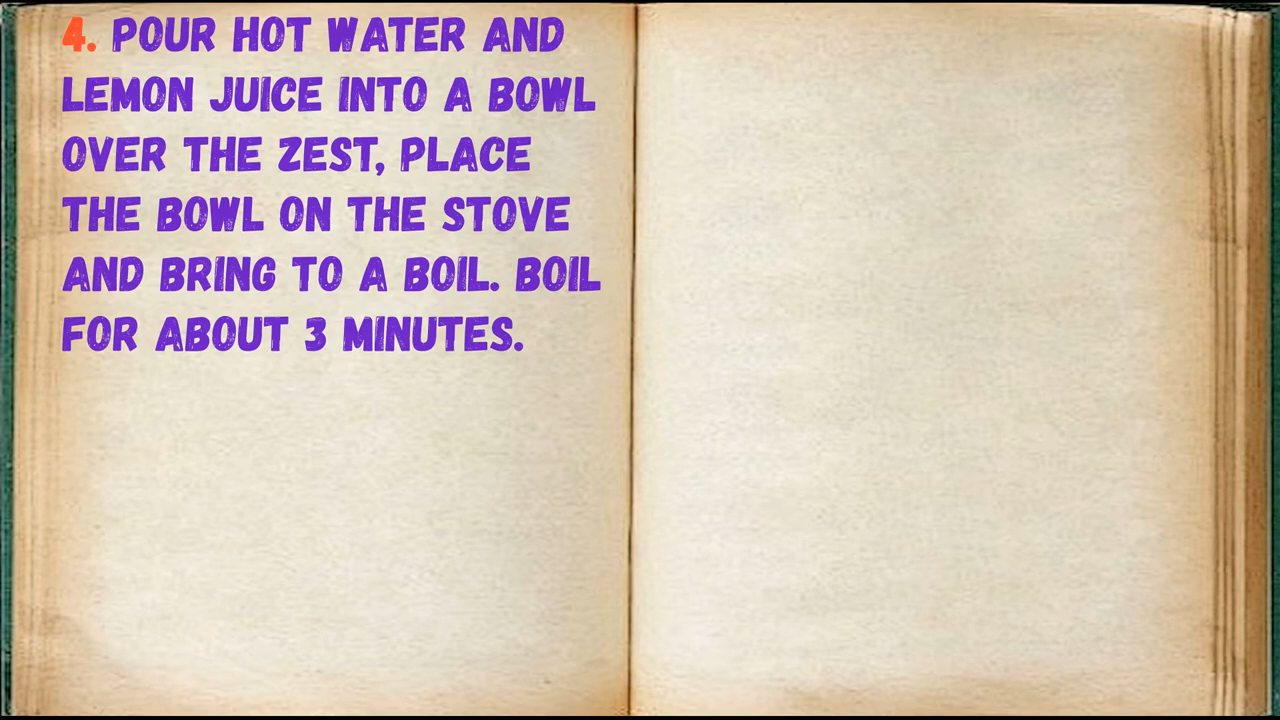 4. POUR HOT WATER AND
LEMON JUICE INTO A BOWL
OVER THE ZEST, PLACE
THE BOWL ON THE STOVE
AND BRING TO A BOIL. BOIL
FOR ABOUT 3 MINUTES.